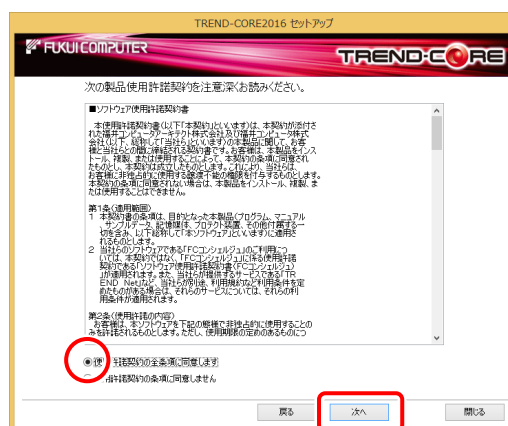 TREND-CORE2016 セットアップ
FUKUI COMPUTER
TREND-CORE
次の製品使用許諾契約を注意深くお読みください。
■ソフトウェア使用許諾契約書
本使用許諾契約書(以下「本契約」といいます)は、本契約が添付さ
れた福井コンピュータアーキテクト株式会社及び福井コンピュータ株式
会社(以下、総称して「当社ら」といいます)の本製品に関して、お客
様と当社らとの間に締結される契約書です。お客様は、本製品をインス
トール、複製、または使用することによって、本契約の条項に同意され
たものとし、本契約は成立したものとします。これにより、当社らは、
お客様に非独占的に使用する譲渡不能の権限を付与するものとします。
本契約の条項に同意されない場合は、本製品をインストール、複製、ま
たは使用することはできません。
第1条(適用範囲)
1 本契約書の条項は、目的となった本製品(プログラム、マニュアル
、サンプルデータ、記憶媒体、プロテクト装置、その他付属する一
切を含み、以下総称して「本ソフトウェア」といいます)に適用さ
れるものとします。
2 当社らのソフトウェアである「FCコンシェルジュ」のご利用につ
いては、本契約ではなく、「FCコンシェルジュ」に係る使用許諾
契約である「ソフトウェア使用許諾契約書(FCコンシェルジュ)
」が適用されます。また、当社らが提供するサービスである「TR
END Net」など、当社らが別途、利用規約など利用条件を定
めたものがある場合は、それらのサービスについては、それらの利
用条件が適用されます。
第2条(使用許諾の内容)
お客様は、本ソフトウェアを下記の態様で非独占的に使用することの
みを許諾されるものとします。ただし、使用期限の定めのあるものにつ
使 許諾契約の全条項に同意します
許諾契約の全条項に同意しません
戻る
次へ
閉じる